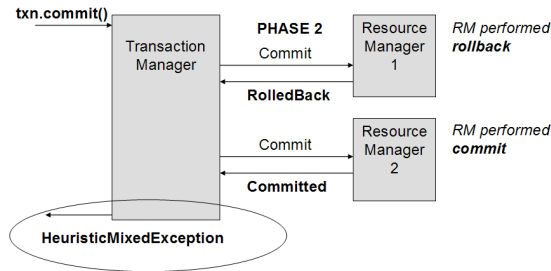 txn.commit()
Transaction
Manager
PHASE 2
Commit
RolledBack
Resource
Manager
1
RM performed
rollback
Commit
Committed
Resource
Manager
2
RM performed
commit
HeuristicMixedException